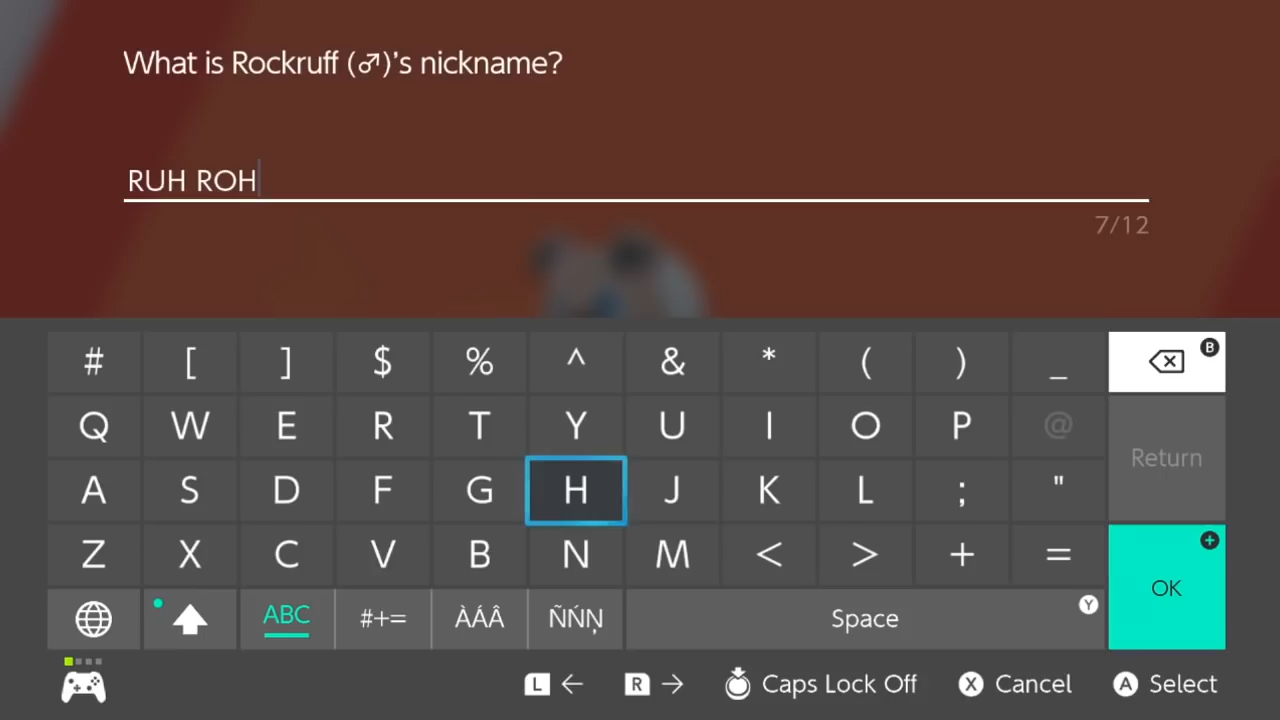 What is Rockruff (♂)'s nickname?
RUH ROH
7/12
# [ ] $ % ^ & * ( ) _ B
Q W E R T Y U I O P @ Return
A S D F G H J K L ; "
Z X C V B N M < > + = + OK
ABC #+= ÀÁÂ ÑŃŅ Space Y
L ← R → Caps Lock Off X Cancel A Select